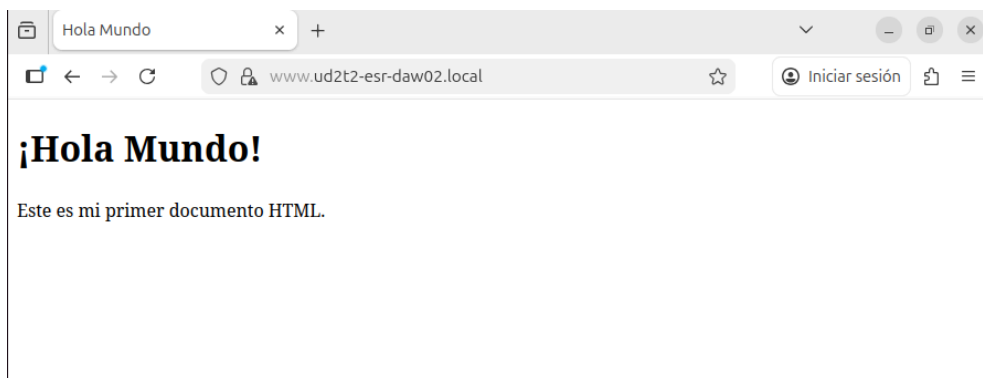 Hola Mundo
www.ud2t2-esr-daw02.local
Iniciar sesión
¡Hola Mundo!
Este es mi primer documento HTML.